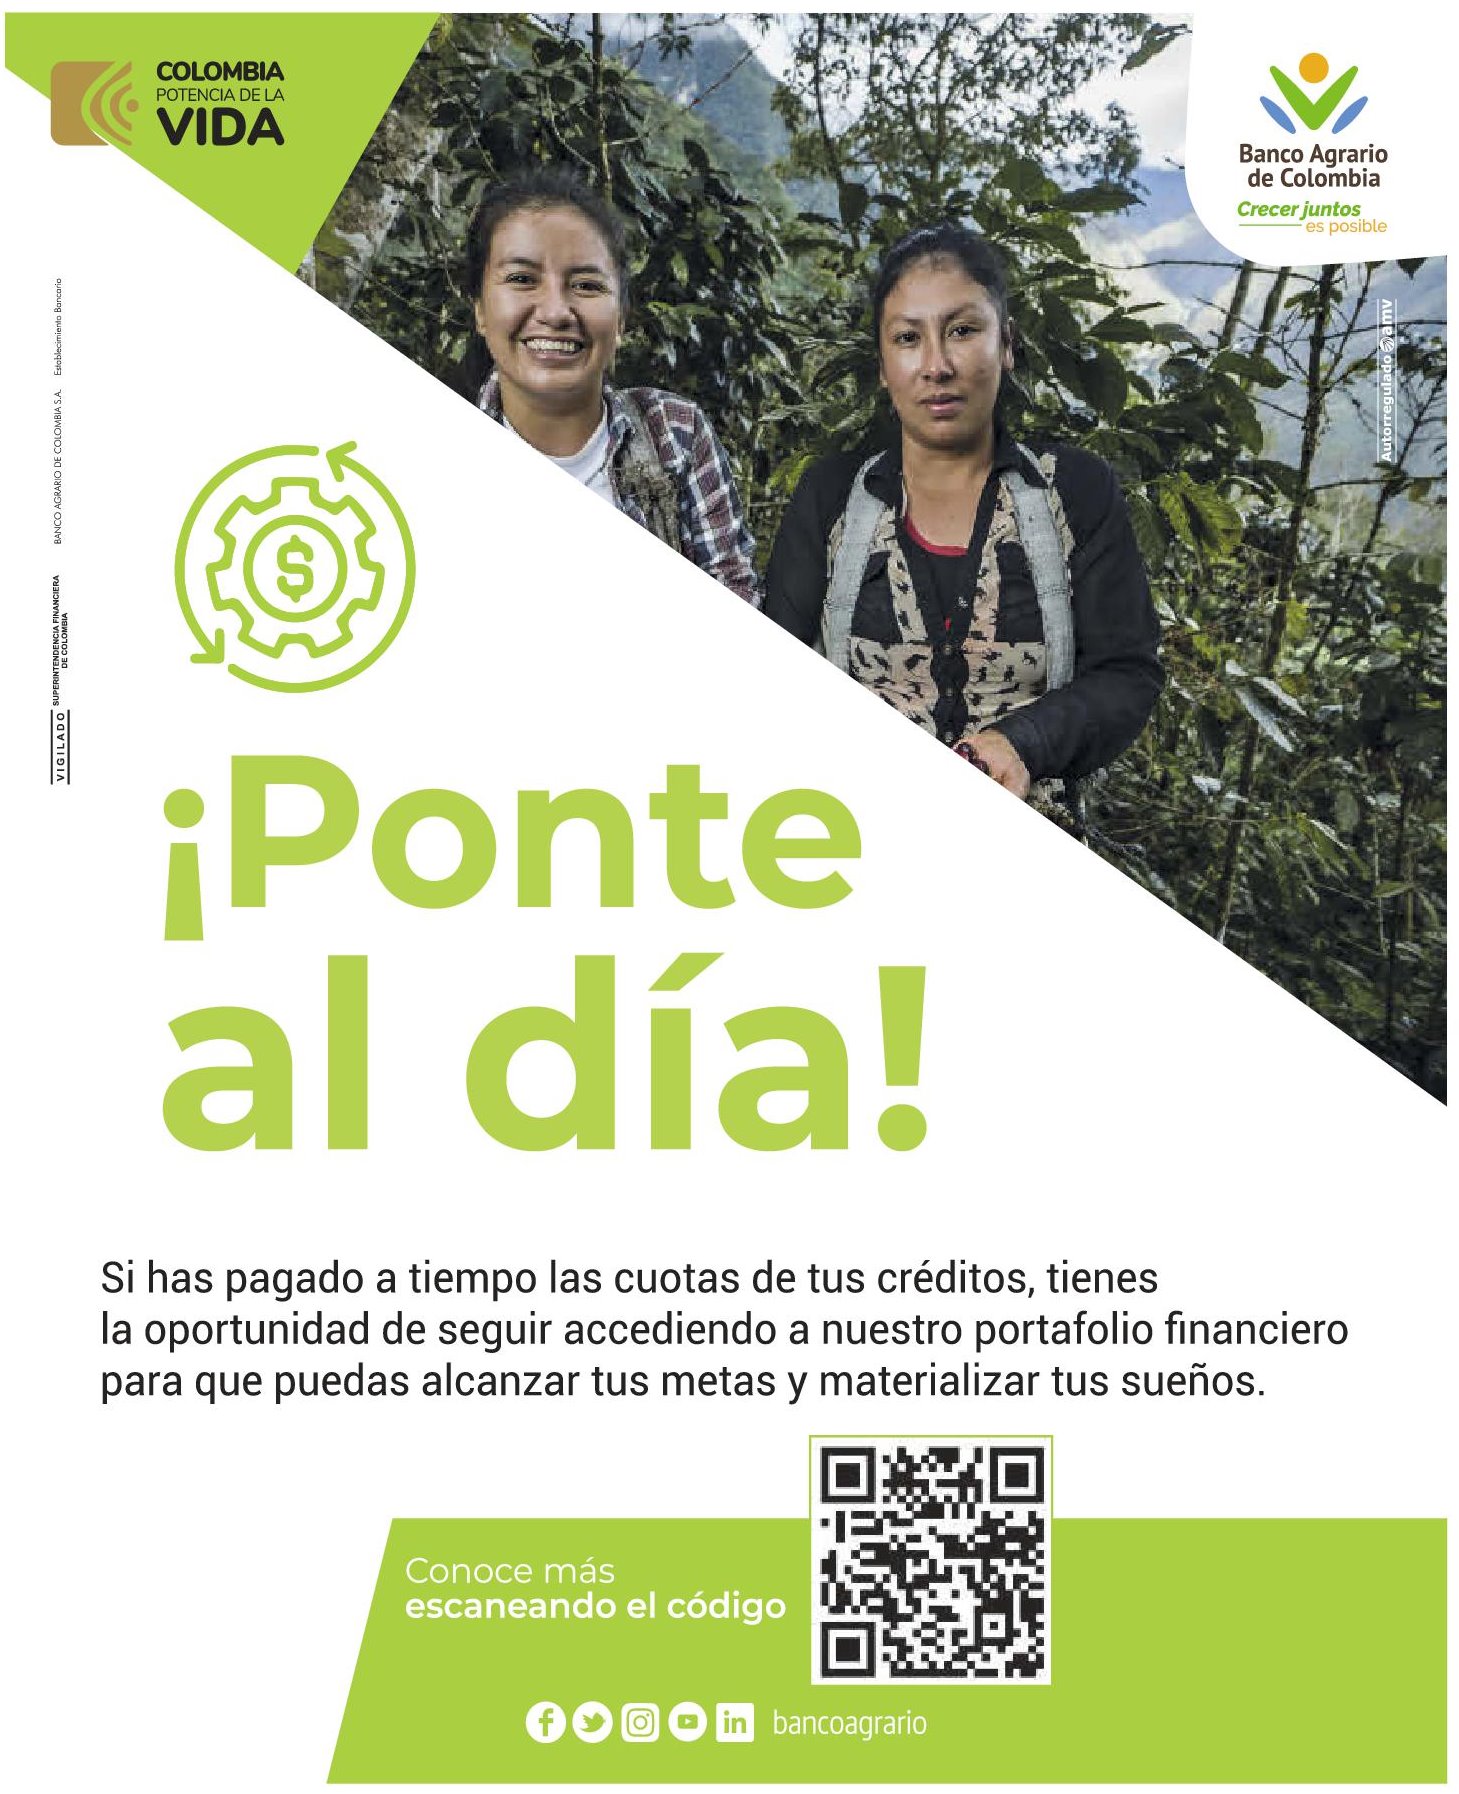 COLOMBIA
POTENCIA DE LA
VIDA
Banco Agrario
de Colombia
Crecer juntos
es posible
Autorregulado amv
VIGILADO
SUPERINTENDENCIA FINANCIERA
DE COLOMBIA
BANCO AGRARIO DE COLOMBIA S.A.
Establecimiento Bancario
$
¡Ponte
al día!
Si has pagado a tiempo las cuotas de tus créditos, tienes
la oportunidad de seguir accediendo a nuestro portafolio financiero
para que puedas alcanzar tus metas y materializar tus sueños.
Conoce más
escaneando el código
bancoagrario